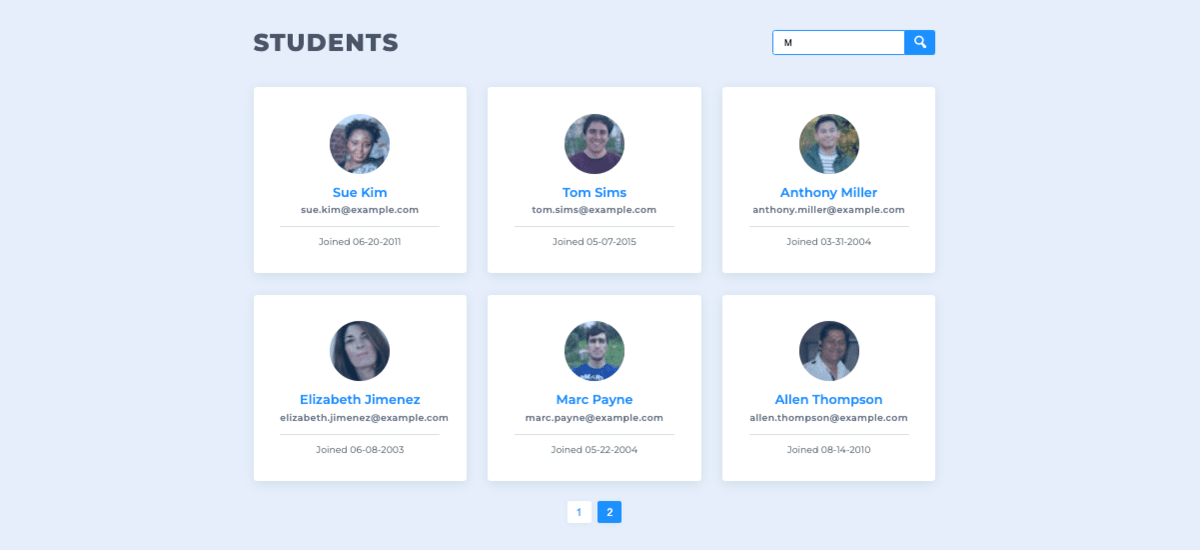 STUDENTS
M
Sue Kim
sue.kim@example.com
Joined 06-20-2011
Tom Sims
tom.sims@example.com
Joined 05-07-2015
Anthony Miller
anthony.miller@example.com
Joined 03-31-2004
Elizabeth Jimenez
elizabeth.jimenez@example.com
Joined 06-08-2003
Marc Payne
marc.payne@example.com
Joined 05-22-2004
Allen Thompson
allen.thompson@example.com
Joined 08-14-2010
1 2